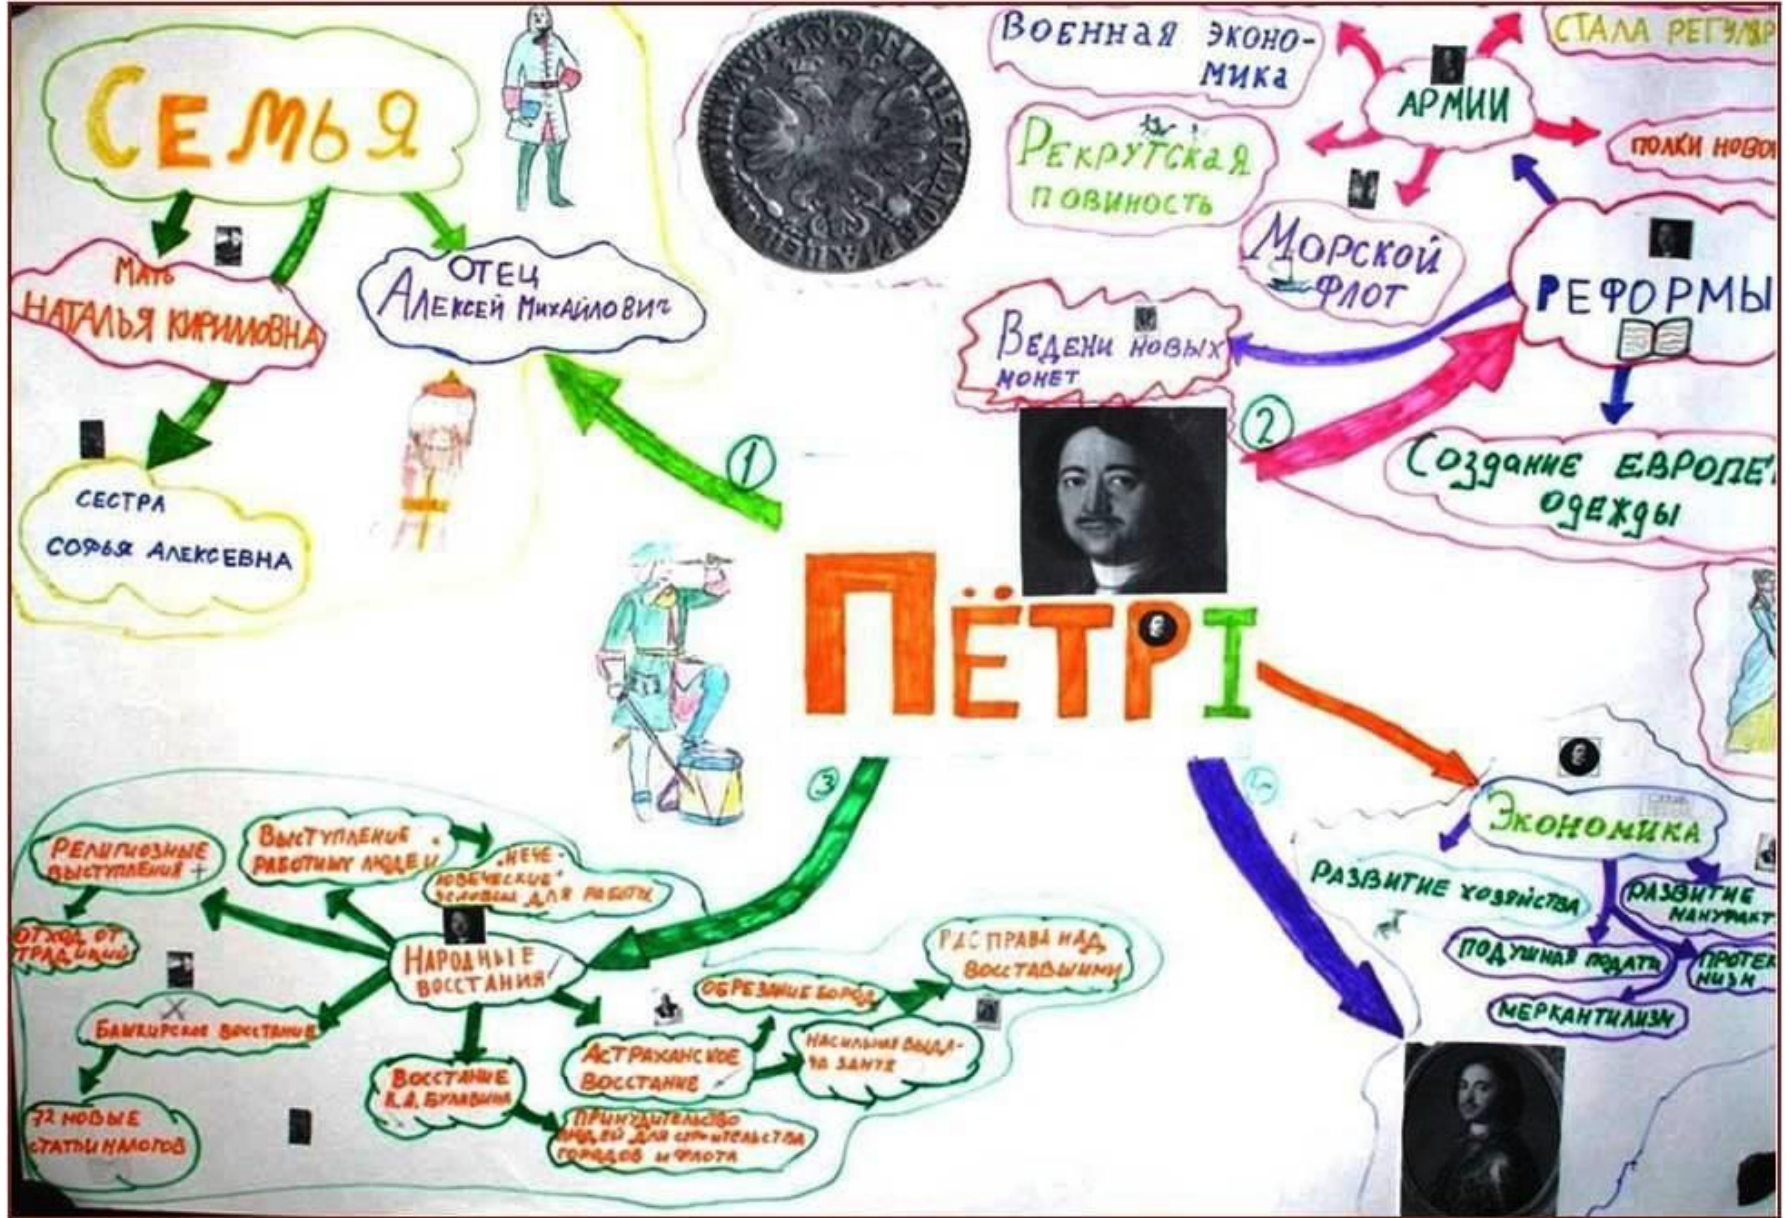 СЕМЬЯ
МАТЬ
НАТАЛЬЯ КИРИЛЛОВНА
ОТЕЦ
АЛЕКСЕЙ МИХАЙЛОВИЧ
СЕСТРА
СОФЬЯ АЛЕКСЕВНА
1
ВОЕННАЯ ЭКОНО-
МИКА
СТАЛА РЕГУЛЯР
АРМИИ
РЕКРУТСКАЯ
ПОВИНОСТЬ
ПОЛКИ НОВО
МОРСКОЙ
ФЛОТ
РЕФОРМЫ
ВЕДЕНИ НОВЫХ
МОНЕТ
2
СОЗДАНИЕ ЕВРОПЕ
ОДЕЖДЫ
ПЁТР I
3
РЕЛИГИОЗНЫЕ
ВЫСТУПЛЕНИЯ +
ВЫСТУПЛЕНИЕ
РАБОТНЫХ ЛЮДЕЙ
"НЕЧЕ-
ЛОВЕЧЕСКИЕ"
УСЛОВИЯ ДЛЯ РАБОТЫ
ОТХОД ОТ
ТРАДИЦИЙ
НАРОДНЫЕ
ВОССТАНИЯ
БАШКИРСКОЕ ВОССТАНИЕ
72 НОВЫЕ
СТАТЬИ НАЛОГОВ
ВОССТАНИЕ
К.А. БУЛАВИНА
ПРИНУДИТЕЛЬСТВО
ЛЮДЕЙ ДЛЯ СТРОИТЕЛЬСТВА
ГОРОДОВ И ФЛОТА
АСТРАХАНСКОЕ
ВОССТАНИЕ
ОБРЕЗАНИЕ БОРОД
РАСПРАВА НАД
ВОССТАВШИМИ
НАСИЛЬНАЯ ВЫДА-
ЧА ЗАМУЖ
4
ЭКОНОМИКА
РАЗВИТИЕ ХОЗЯЙСТВА
РАЗВИТИЕ
МАНУФАКТ
ПОДУШНАЯ ПОДАТЬ
ПРОТЕК
НИЗМ
МЕРКАНТИЛИЗМ